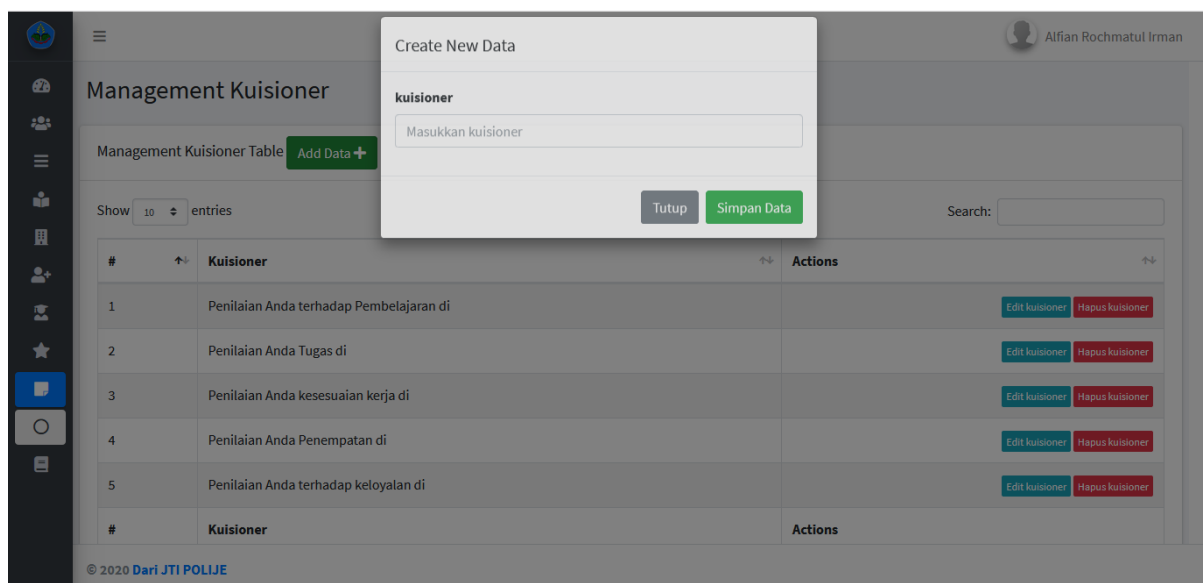 Create New Data
Alfian Rochmatul Irman
Management Kuisioner
kuisioner
Masukkan kuisioner
Management Kuisioner Table Add Data
Tutup Simpan Data
Show 10 entries Search:
# Kuisioner Actions
1 Penilaian Anda terhadap Pembelajaran di Edit kuisioner Hapus kuisioner
2 Penilaian Anda Tugas di Edit kuisioner Hapus kuisioner
3 Penilaian Anda kesesuaian kerja di Edit kuisioner Hapus kuisioner
4 Penilaian Anda Penempatan di Edit kuisioner Hapus kuisioner
5 Penilaian Anda terhadap keloyalan di Edit kuisioner Hapus kuisioner
# Kuisioner Actions
© 2020 Dari JTI POLIJE